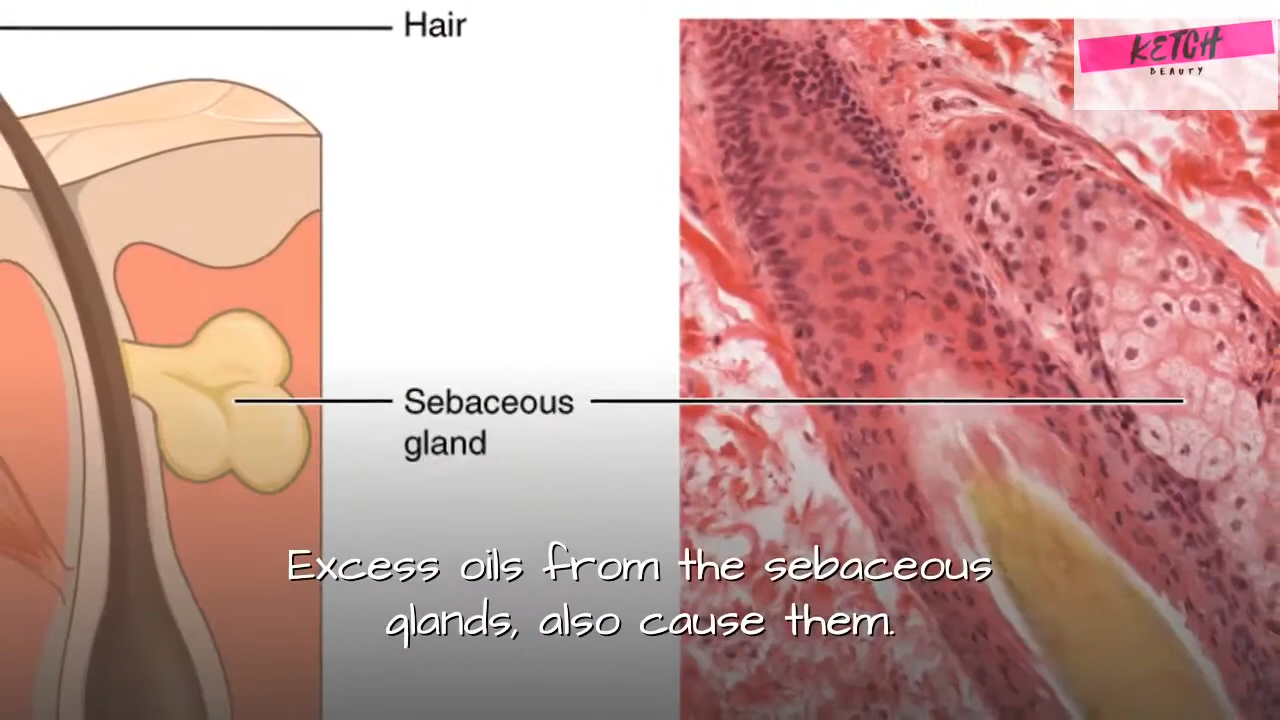 Hair
KETCH
BEAUTY
Sebaceous
gland
Excess oils from the sebaceous
glands, also cause them.